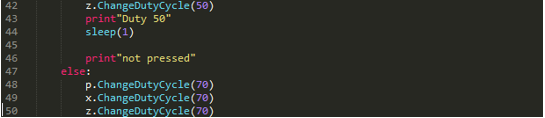 42 z.ChangeDutyCycle(50)
43 print"Duty 50"
44 sleep(1)
45
46 print"not pressed"
47 else:
48 p.ChangeDutyCycle(70)
49 x.ChangeDutyCycle(70)
50 z.ChangeDutyCycle(70)